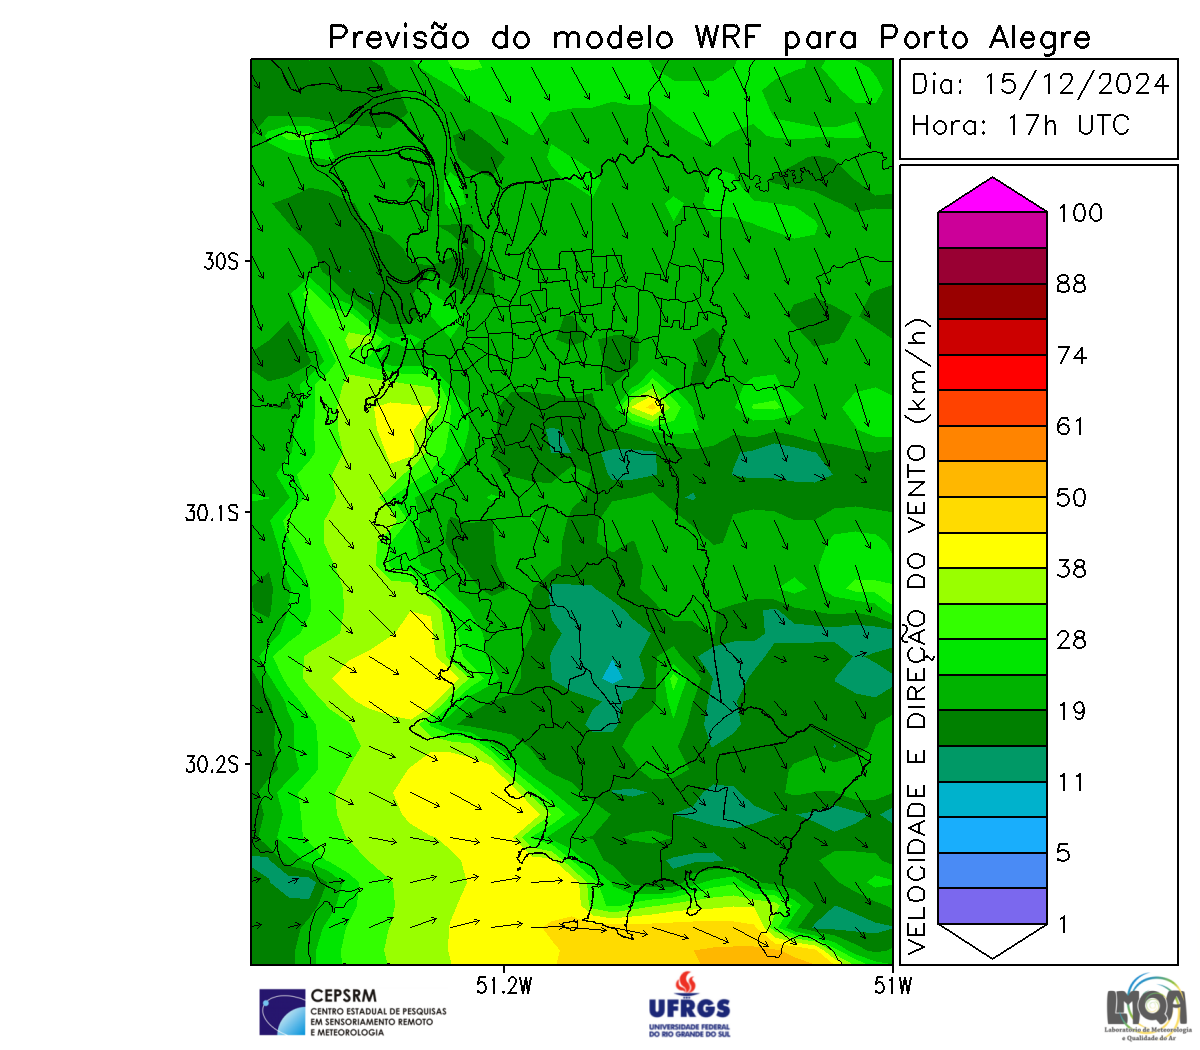 Previsão do modelo WRF para Porto Alegre
Dia: 15/12/2024
Hora: 17h UTC
30S
30.1S
30.2S
51.2W
51W
VELOCIDADE E DIREÇÃO DO VENTO (km/h)
100
88
74
61
50
38
28
19
11
5
1
CEPSRM
CENTRO ESTADUAL DE PESQUISAS
EM SENSORIAMENTO REMOTO
E METEOROLOGIA
UFRGS
UNIVERSIDADE FEDERAL
DO RIO GRANDE DO SUL
LMQA
Laboratório de Meteorologia
e Qualidade do Ar